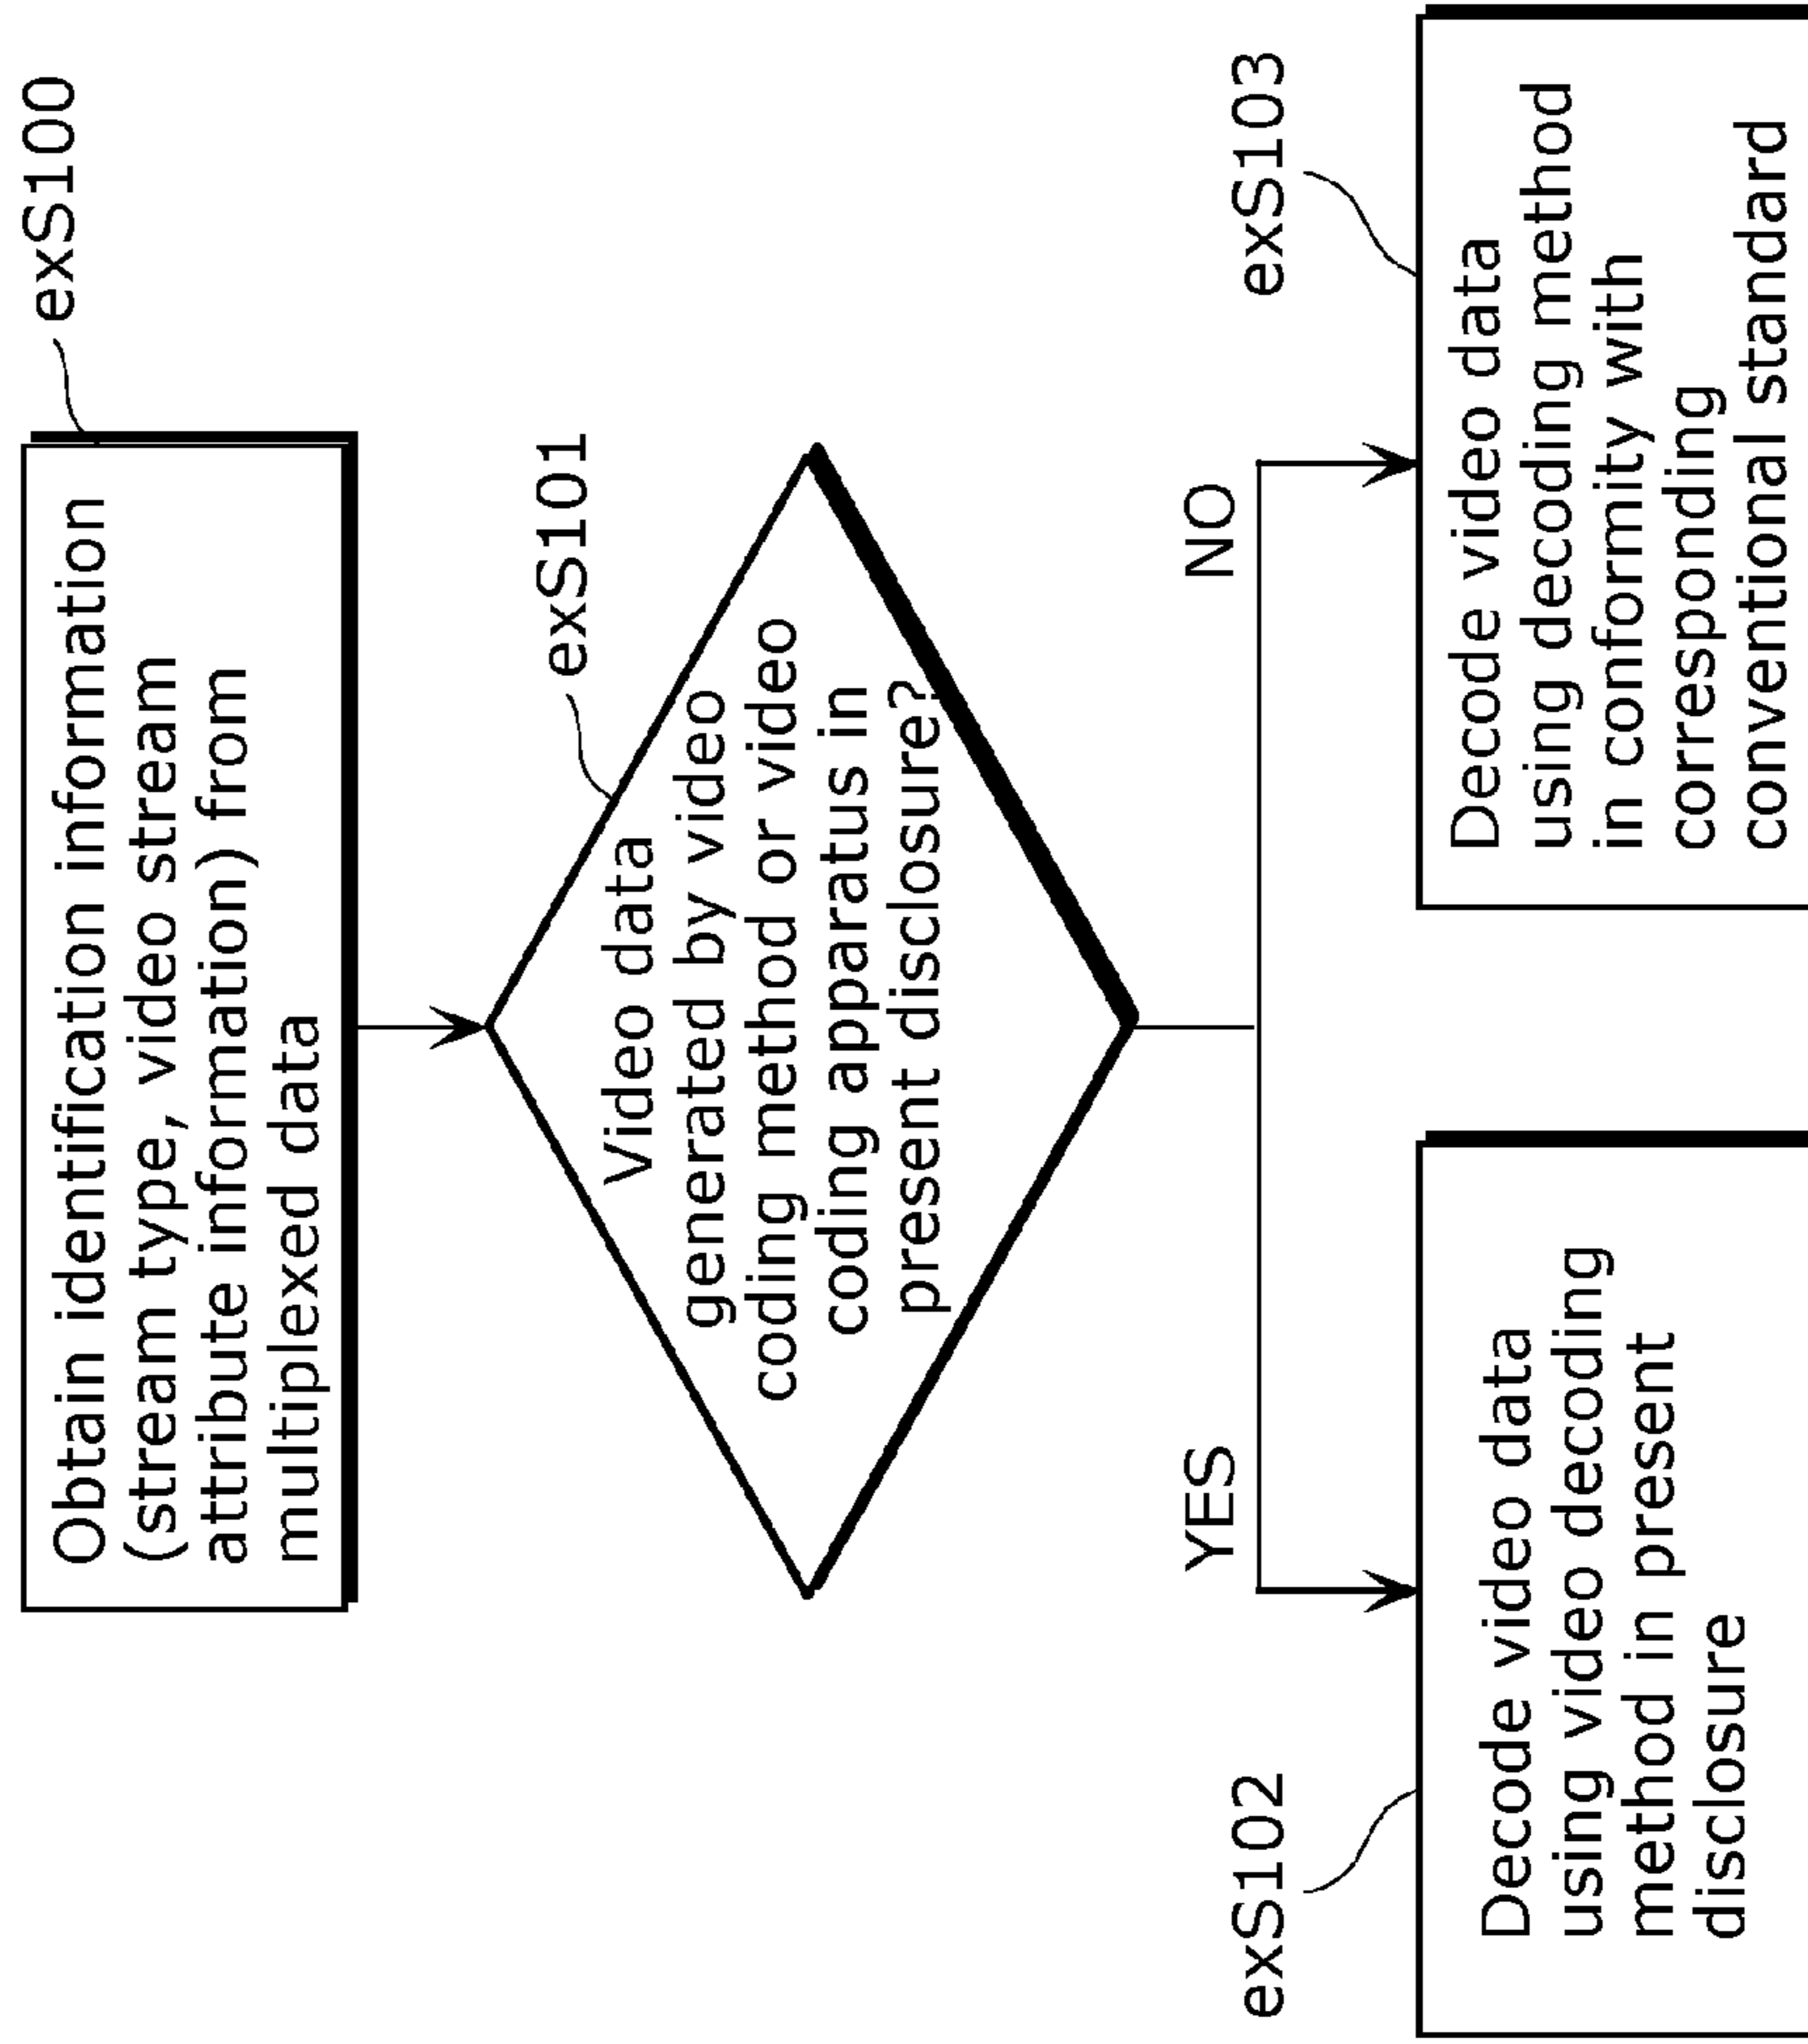 exS100
Obtain identification information
(stream type, video stream
attribute information) from
multiplexed data
exS101
Video data
generated by video
coding method or video
coding apparatus in
present disclosure?
YES
NO
exS102
Decode video data
using video decoding
method in present
disclosure
exS103
Decode video data
using decoding method
in conformity with
corresponding
conventional standard